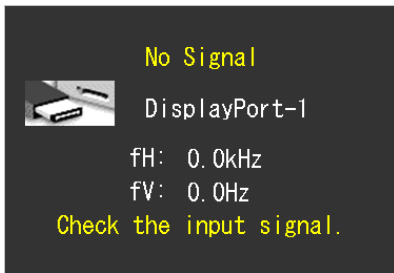 No Signal
DisplayPort-1
fH: 0.0kHz
fV: 0.0Hz
Check the input signal.